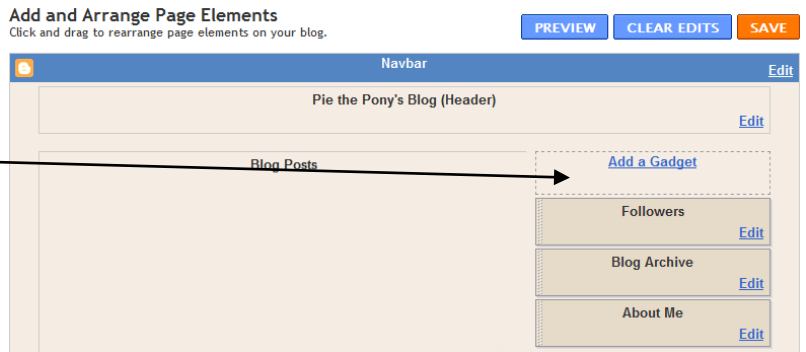 Add and Arrange Page Elements
Click and drag to rearrange page elements on your blog.
PREVIEW
CLEAR EDITS
SAVE
Navbar
Edit
Pie the Pony's Blog (Header)
Edit
Blog Posts
Add a Gadget
Followers
Edit
Blog Archive
Edit
About Me
Edit